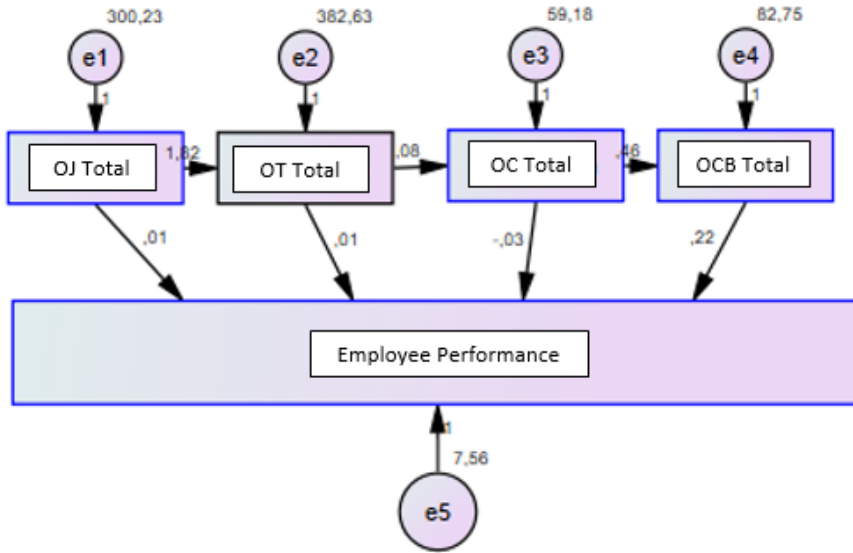 300,23
382,63
59,18
82,75
e1
e2
e3
e4
1
1
1
1
OJ Total
1,82
OT Total
,08
OC Total
,46
OCB Total
,01
,01
-,03
,22
Employee Performance
1
7,56
e5